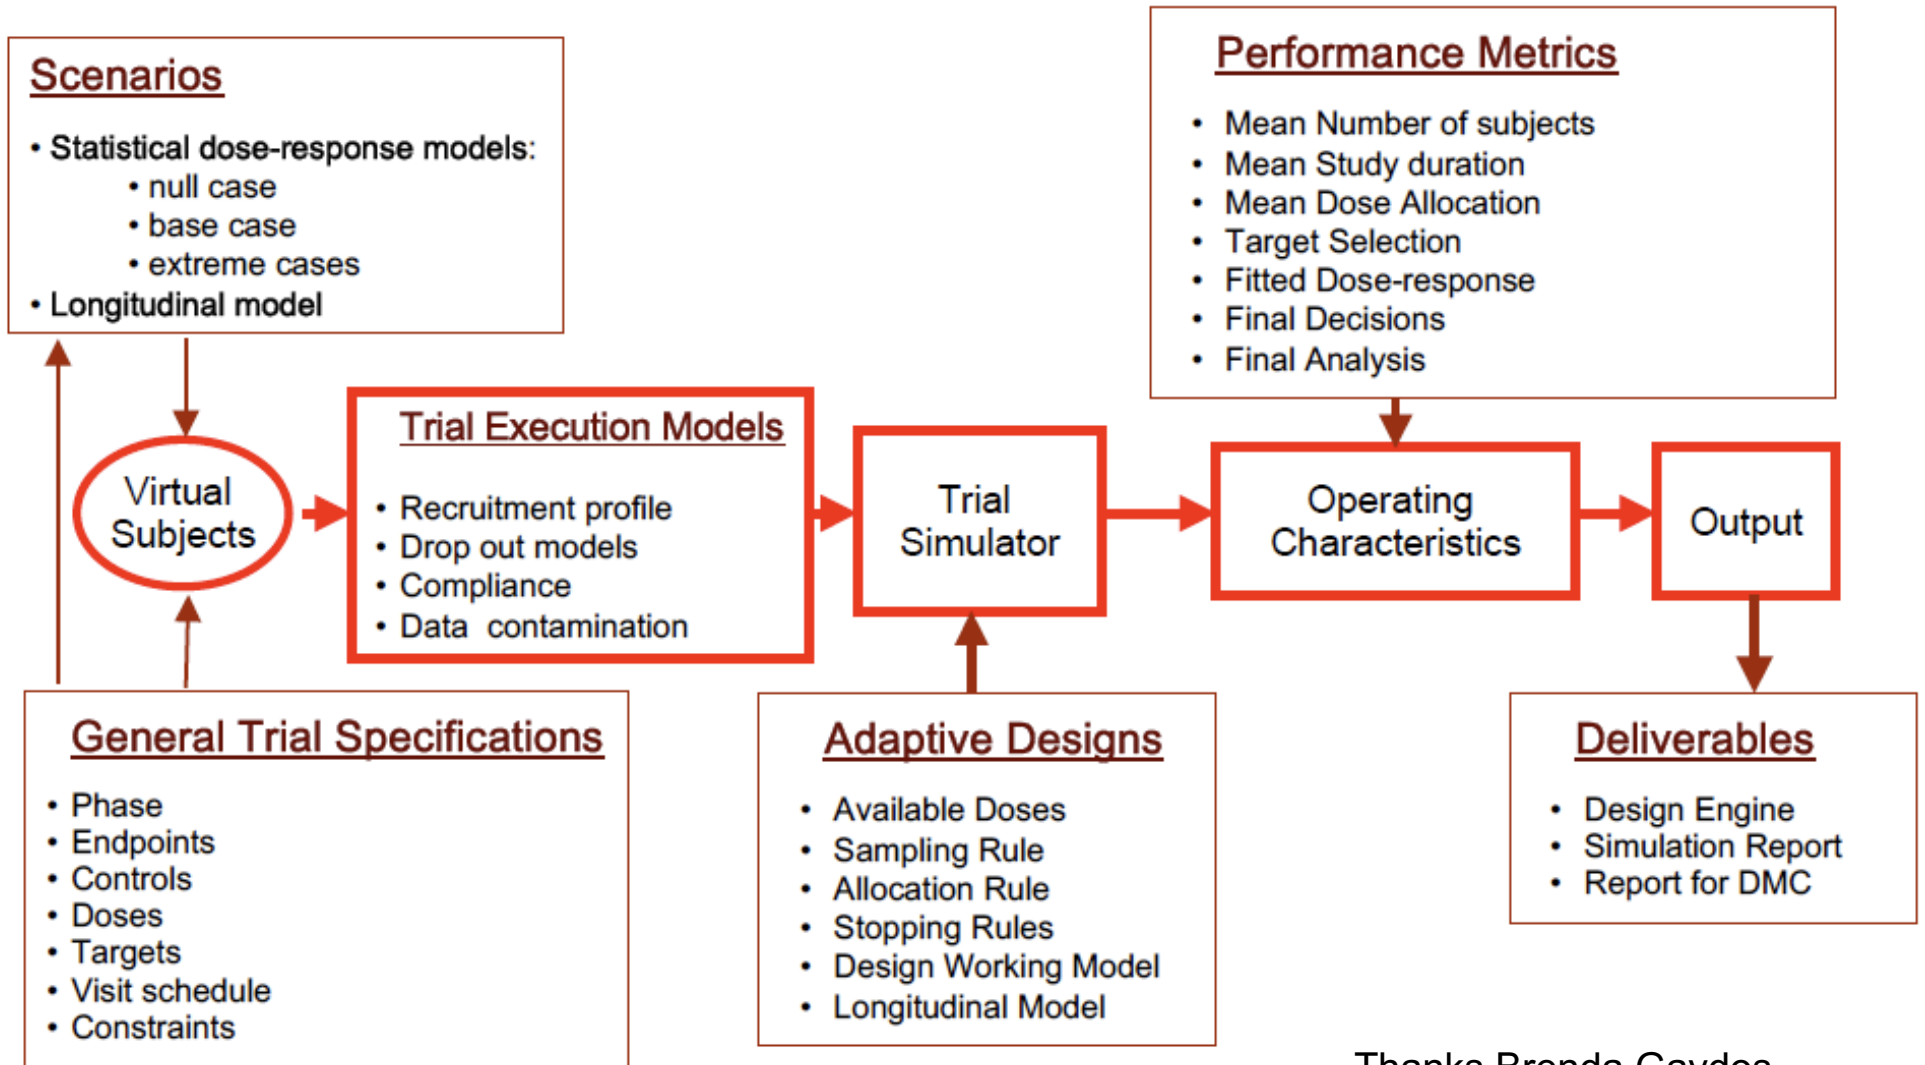 Scenarios
• Statistical dose-response models:
• null case
• base case
• extreme cases
• Longitudinal model
Performance Metrics
• Mean Number of subjects
• Mean Study duration
• Mean Dose Allocation
• Target Selection
• Fitted Dose-response
• Final Decisions
• Final Analysis
Virtual
Subjects
Trial Execution Models
• Recruitment profile
• Drop out models
• Compliance
• Data contamination
Trial
Simulator
Operating
Characteristics
Output
General Trial Specifications
• Phase
• Endpoints
• Controls
• Doses
• Targets
• Visit schedule
• Constraints
Adaptive Designs
• Available Doses
• Sampling Rule
• Allocation Rule
• Stopping Rules
• Design Working Model
• Longitudinal Model
Deliverables
• Design Engine
• Simulation Report
• Report for DMC
Thanks Brenda Gaydos